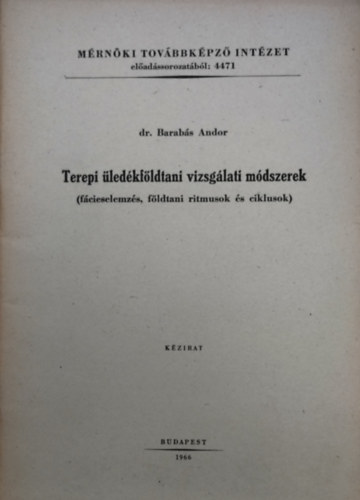 MÉRNÖKI TOVÁBBKÉPZŐ INTÉZET
előadássorozatából: 4471
dr. Barabás Andor
Terepi üledékföldtani vizsgálati módszerek
(fácieselemzés, földtani ritmusok és ciklusok)
KÉZIRAT
BUDAPEST
1966